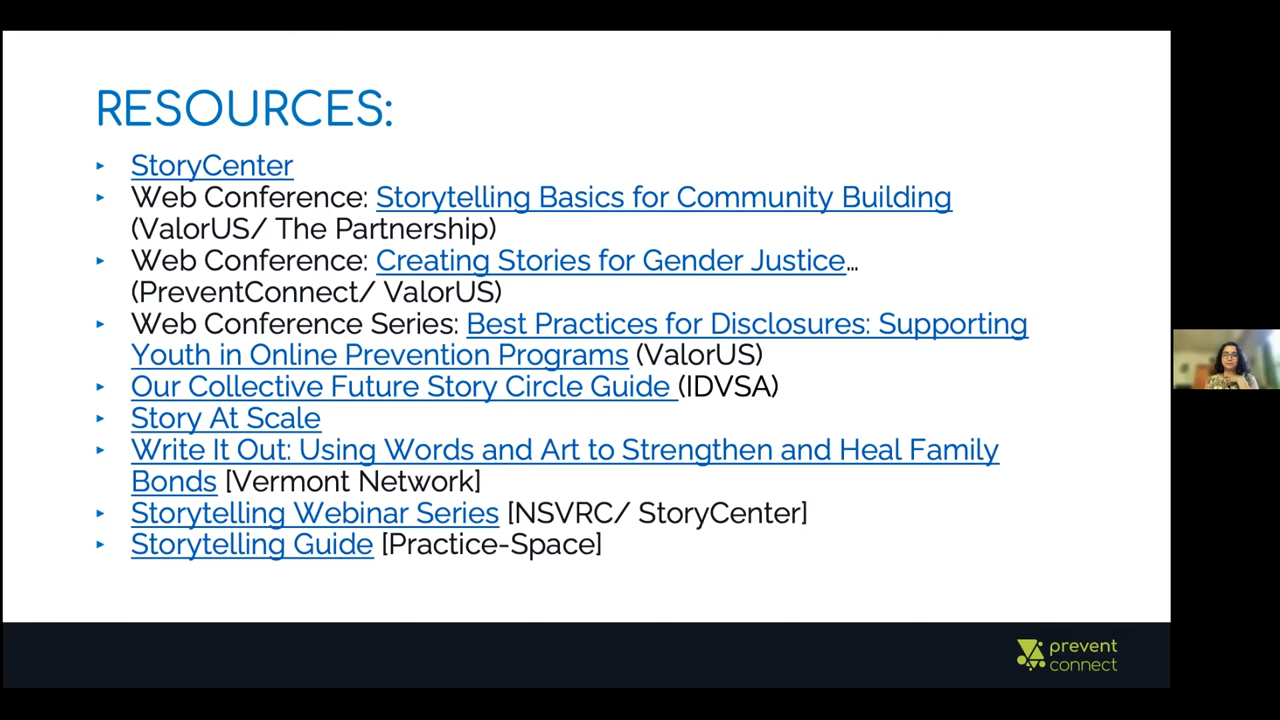 RESOURCES:
▸ StoryCenter
▸ Web Conference: Storytelling Basics for Community Building
(ValorUS/ The Partnership)
▸ Web Conference: Creating Stories for Gender Justice…
(PreventConnect/ ValorUS)
▸ Web Conference Series: Best Practices for Disclosures: Supporting
Youth in Online Prevention Programs (ValorUS)
▸ Our Collective Future Story Circle Guide (IDVSA)
▸ Story At Scale
▸ Write It Out: Using Words and Art to Strengthen and Heal Family
Bonds [Vermont Network]
▸ Storytelling Webinar Series [NSVRC/ StoryCenter]
▸ Storytelling Guide [Practice-Space]
prevent
connect